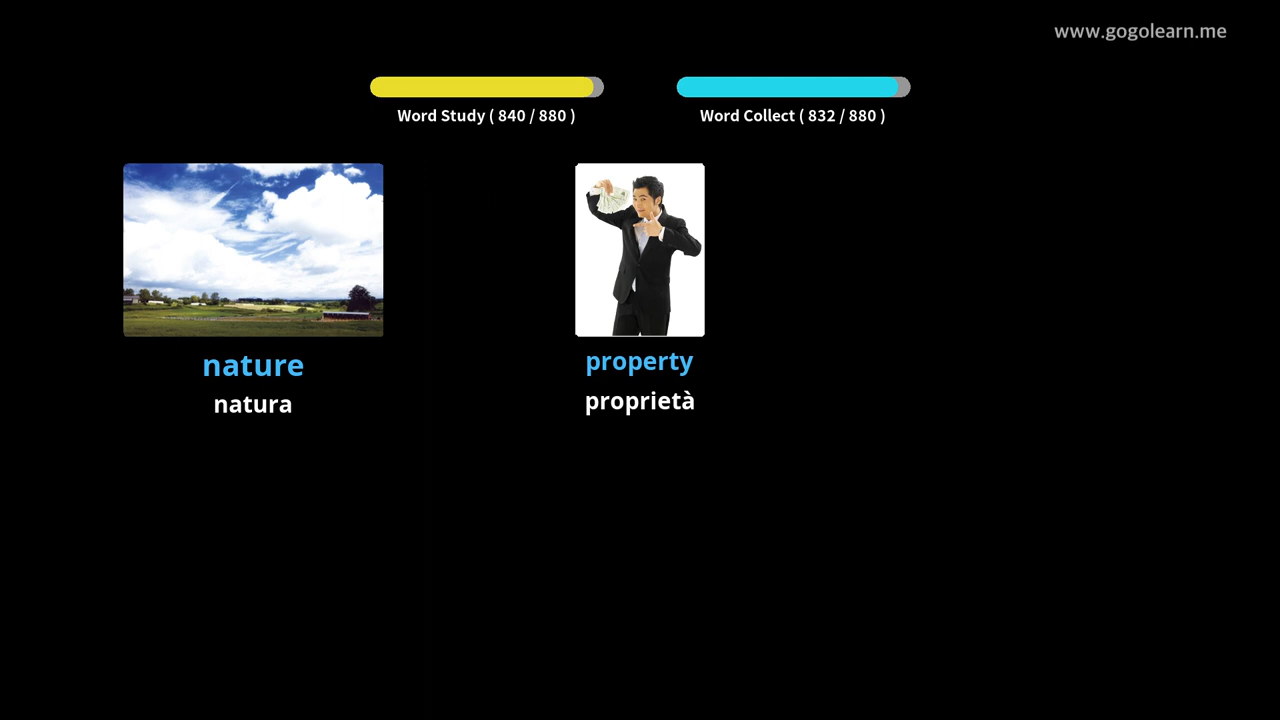 www.gogolearn.me
Word Study ( 840 / 880 )
Word Collect ( 832 / 880 )
nature
natura
property
proprietà